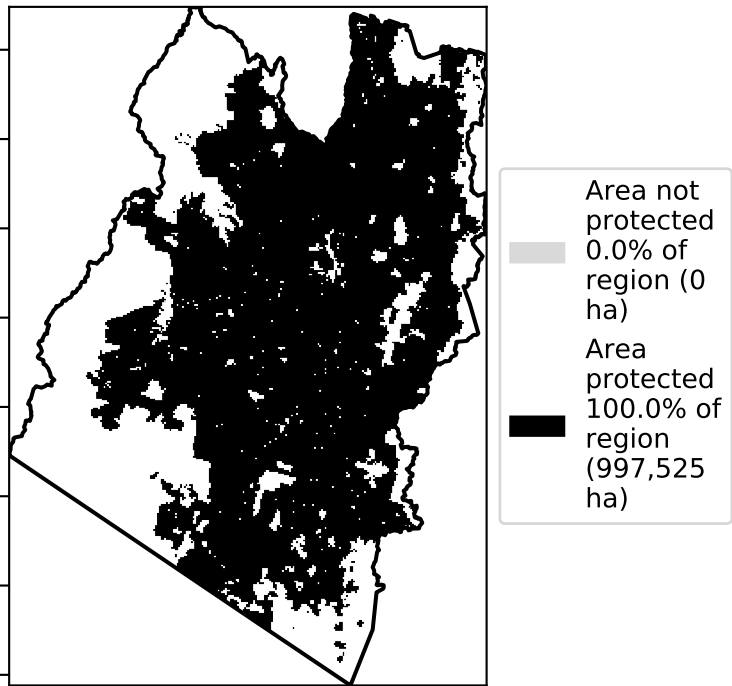 Area not
protected
0.0% of
region (0
ha)
Area
protected
100.0% of
region
(997,525
ha)